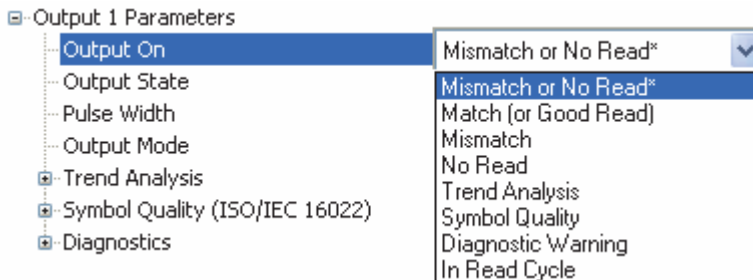 Output 1 Parameters
Output On
Output State
Pulse Width
Output Mode
Trend Analysis
Symbol Quality (ISO/IEC 16022)
Diagnostics
Mismatch or No Read*
Mismatch or No Read*
Match (or Good Read)
Mismatch
No Read
Trend Analysis
Symbol Quality
Diagnostic Warning
In Read Cycle